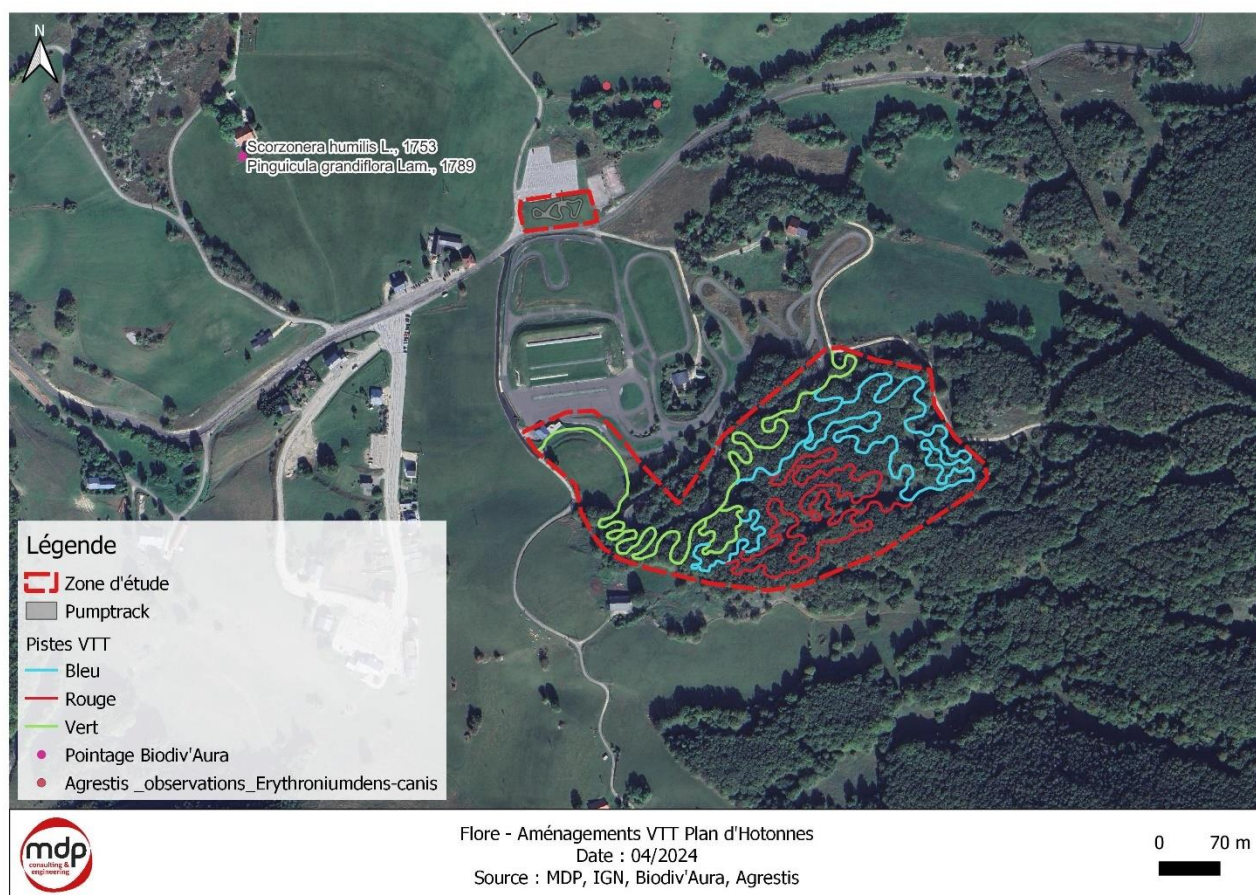 N
Scorzonera humilis L., 1753
Pinguicula grandiflora Lam., 1789
Légende
Zone d'étude
Pumptrack
Pistes VTT
Bleu
Rouge
Vert
Pointage Biodiv'Aura
Agrestis _observations_Erythroniumdens-canis
mdp
consulting &
engineering
Flore - Aménagements VTT Plan d'Hotonnes
Date : 04/2024
Source : MDP, IGN, Biodiv'Aura, Agrestis
0 70 m